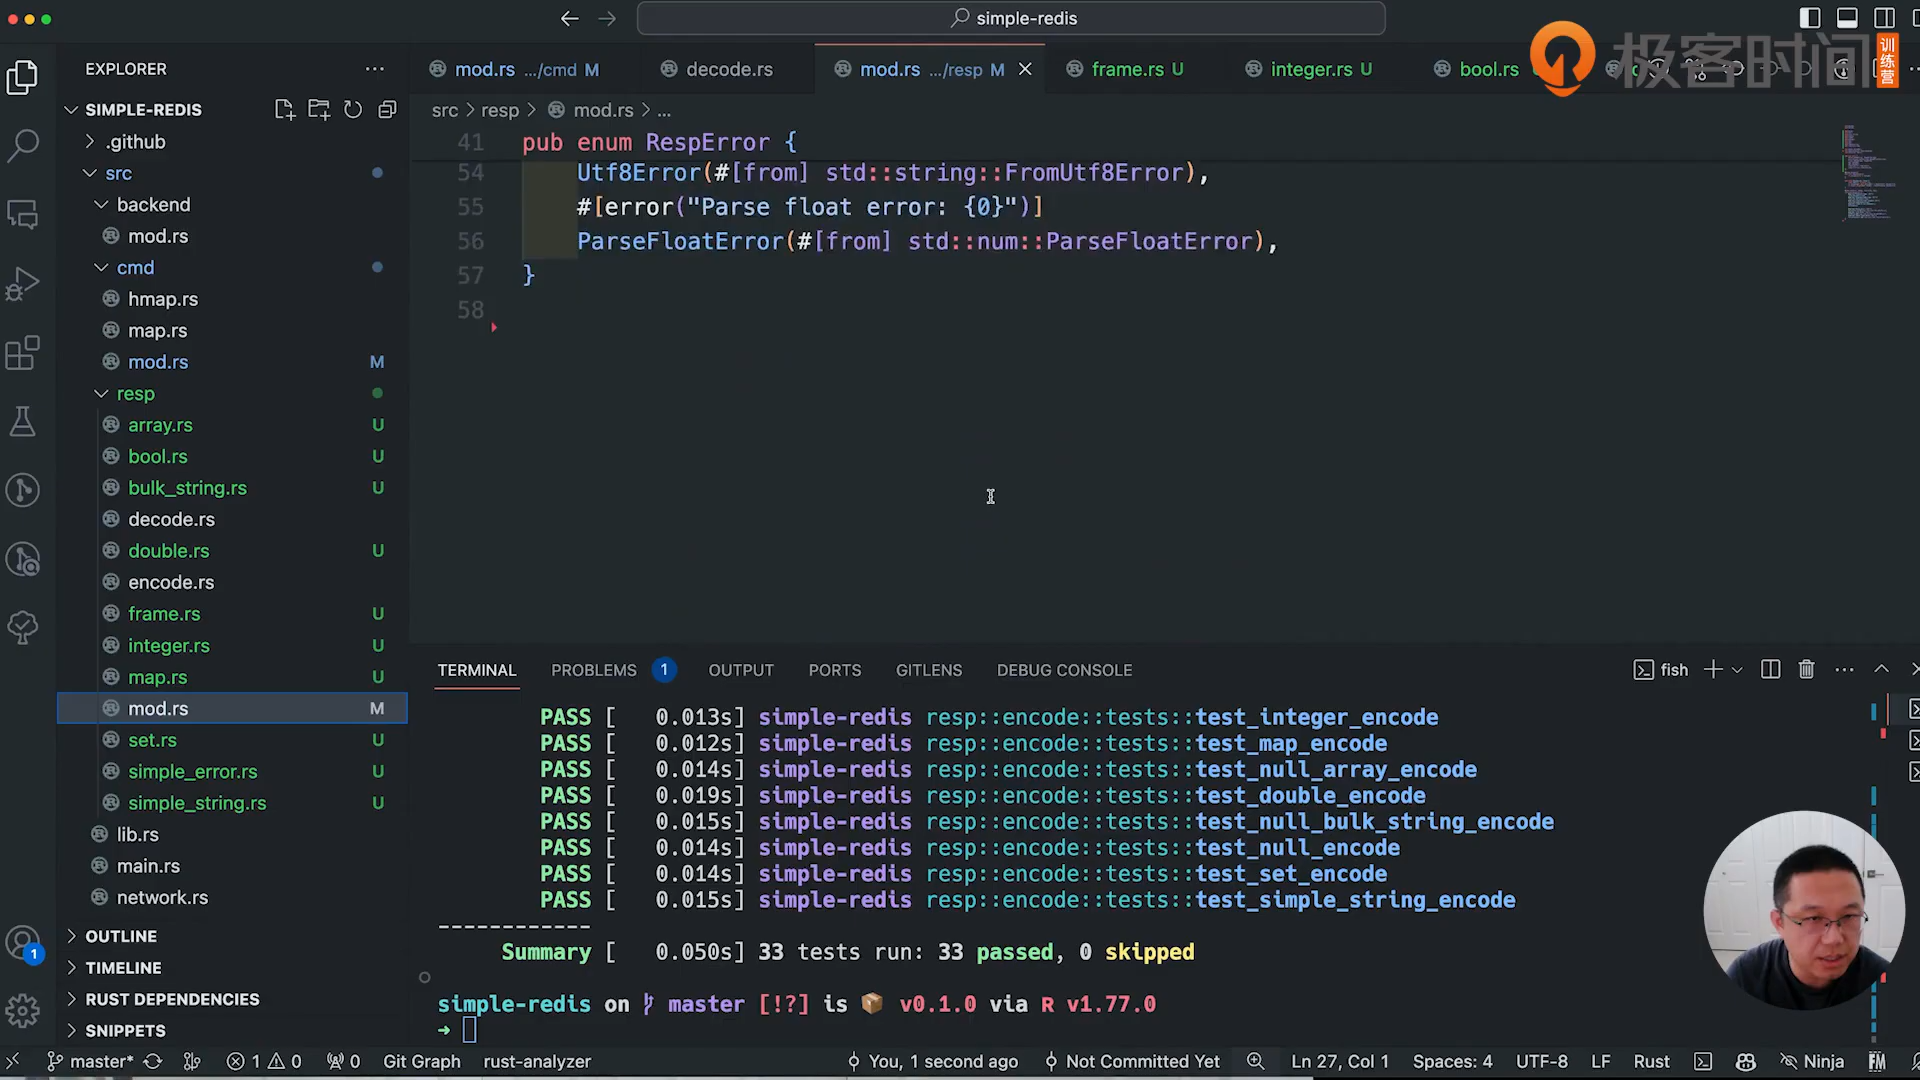 simple-redis
极客时间 训练营
EXPLORER
mod.rs .../cmd M
decode.rs
mod.rs .../resp M
frame.rs U
integer.rs U
bool.rs
SIMPLE-REDIS
src > resp > mod.rs > ...
.github
src
backend
mod.rs
cmd
hmap.rs
map.rs
mod.rs M
resp
array.rs U
bool.rs U
bulk_string.rs U
decode.rs
double.rs U
encode.rs
frame.rs U
integer.rs U
map.rs U
mod.rs M
set.rs U
simple_error.rs U
simple_string.rs U
lib.rs
main.rs
network.rs
OUTLINE
TIMELINE
RUST DEPENDENCIES
SNIPPETS
41 pub enum RespError {
54 Utf8Error(#[from] std::string::FromUtf8Error),
55 #[error("Parse float error: {0}")]
56 ParseFloatError(#[from] std::num::ParseFloatError),
57 }
58
TERMINAL PROBLEMS 1 OUTPUT PORTS GITLENS DEBUG CONSOLE fish
PASS [ 0.013s] simple-redis resp::encode::tests::test_integer_encode
PASS [ 0.012s] simple-redis resp::encode::tests::test_map_encode
PASS [ 0.014s] simple-redis resp::encode::tests::test_null_array_encode
PASS [ 0.019s] simple-redis resp::encode::tests::test_double_encode
PASS [ 0.015s] simple-redis resp::encode::tests::test_null_bulk_string_encode
PASS [ 0.014s] simple-redis resp::encode::tests::test_null_encode
PASS [ 0.014s] simple-redis resp::encode::tests::test_set_encode
PASS [ 0.015s] simple-redis resp::encode::tests::test_simple_string_encode
------------
Summary [ 0.050s] 33 tests run: 33 passed, 0 skipped
simple-redis on master [!?] is 📦 v0.1.0 via R v1.77.0
➜
1
master* 1 0 0 Git Graph rust-analyzer You, 1 second ago Not Committed Yet Ln 27, Col 1 Spaces: 4 UTF-8 LF Rust Ninja